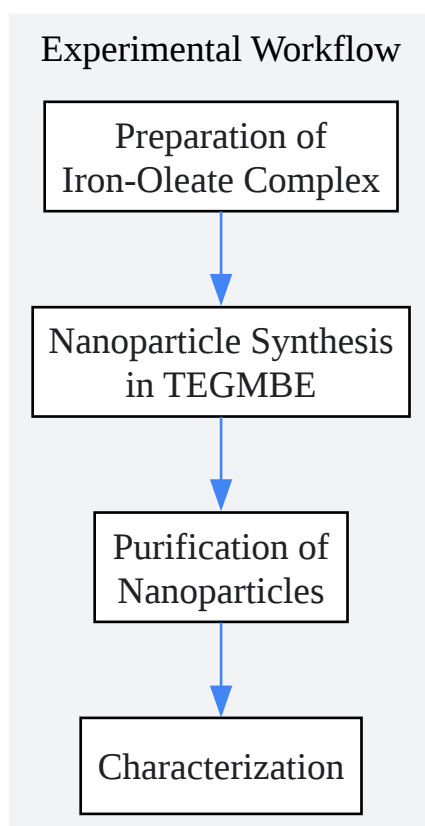 Experimental Workflow
Preparation of
Iron-Oleate Complex
Nanoparticle Synthesis
in TEGMBE
Purification of
Nanoparticles
Characterization